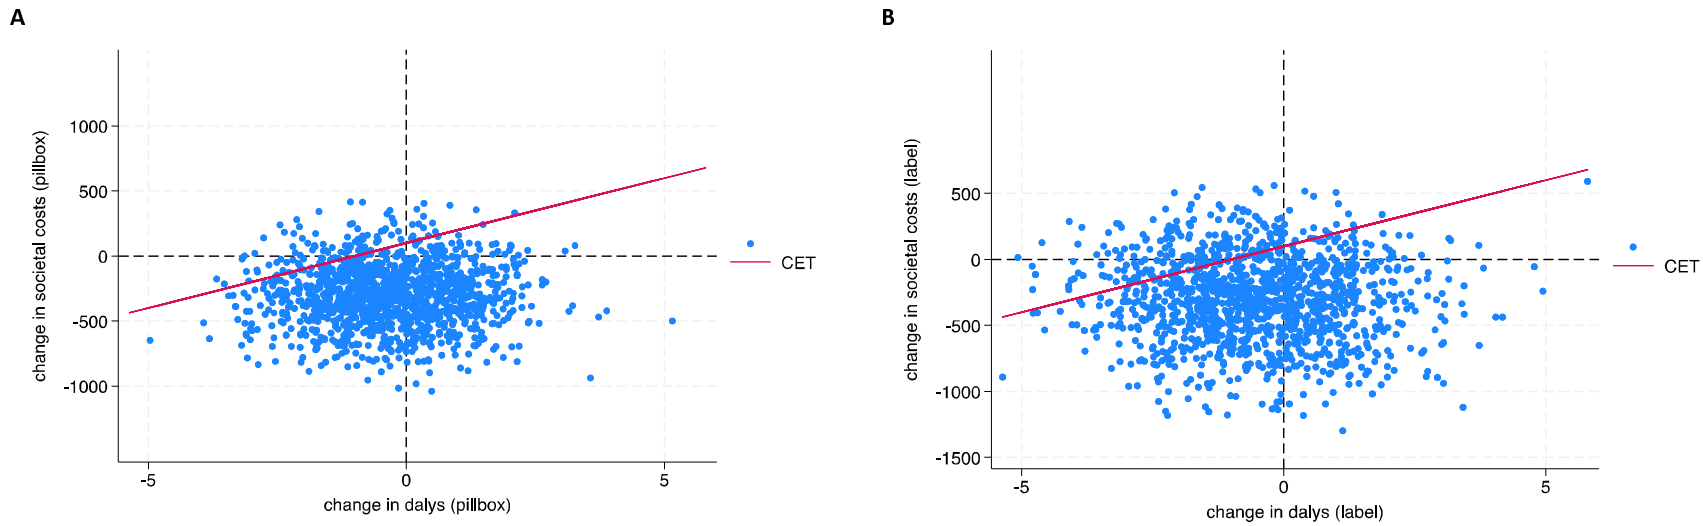 A
change in societal costs (pillbox)
1000
500
0
-500
-1000
-5
0
5
change in dalys (pillbox)
CET
B
change in societal costs (label)
500
0
-500
-1000
-1500
-5
0
5
change in dalys (label)
CET